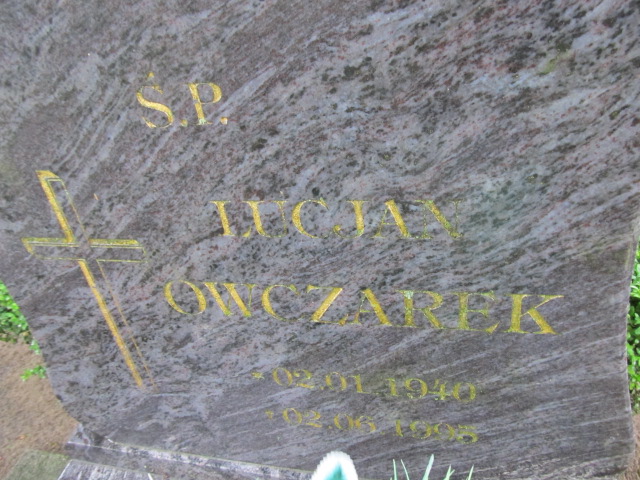 Ś.P.
LUCJAN
OWCZAREK
* 02.01.1940
+ 02.06.1998